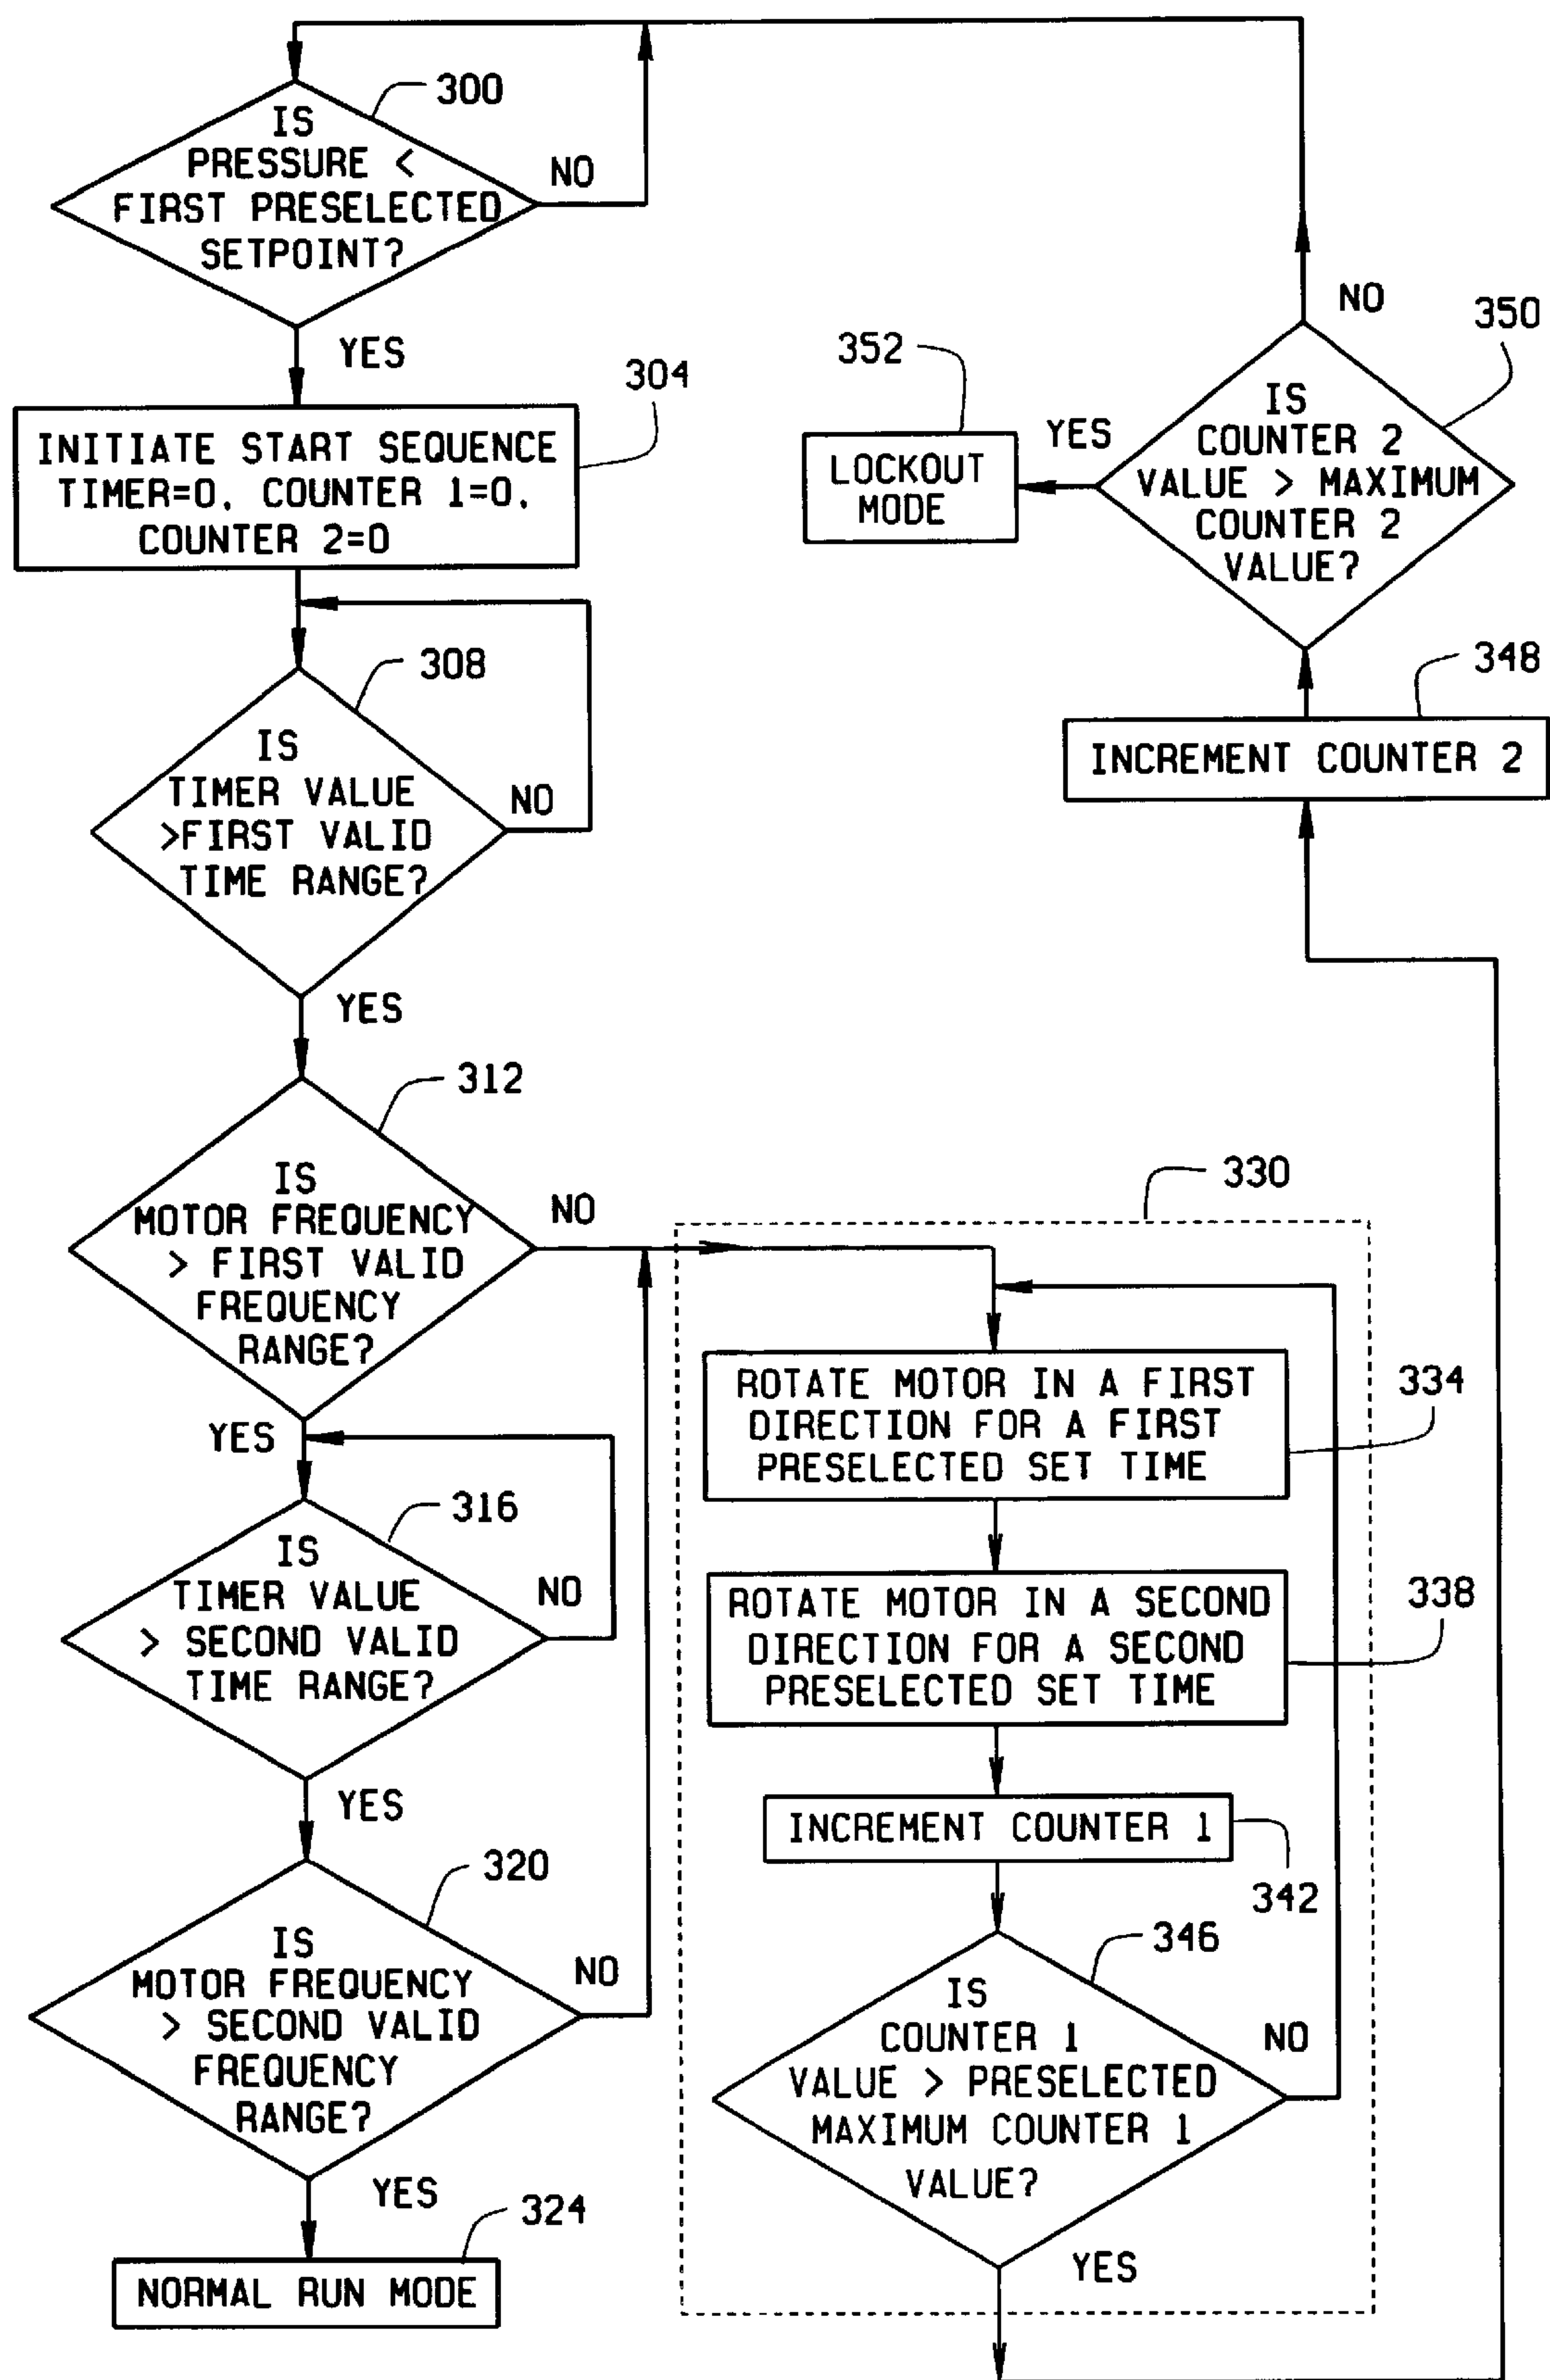 300
IS
PRESSURE <
FIRST PRESELECTED
SETPOINT?
NO
YES
304
INITIATE START SEQUENCE
TIMER=0, COUNTER 1=0,
COUNTER 2=0
308
IS
TIMER VALUE
>FIRST VALID
TIME RANGE?
NO
YES
312
IS
MOTOR FREQUENCY
> FIRST VALID
FREQUENCY
RANGE?
NO
YES
316
IS
TIMER VALUE
> SECOND VALID
TIME RANGE?
NO
YES
320
IS
MOTOR FREQUENCY
> SECOND VALID
FREQUENCY
RANGE?
NO
YES
324
NORMAL RUN MODE
330
ROTATE MOTOR IN A FIRST
DIRECTION FOR A FIRST
PRESELECTED SET TIME
334
ROTATE MOTOR IN A SECOND
DIRECTION FOR A SECOND
PRESELECTED SET TIME
338
INCREMENT COUNTER 1
342
346
IS
COUNTER 1
VALUE > PRESELECTED
MAXIMUM COUNTER 1
VALUE?
NO
YES
348
INCREMENT COUNTER 2
350
IS
COUNTER 2
VALUE > MAXIMUM
COUNTER 2
VALUE?
NO
YES
352
LOCKOUT
MODE